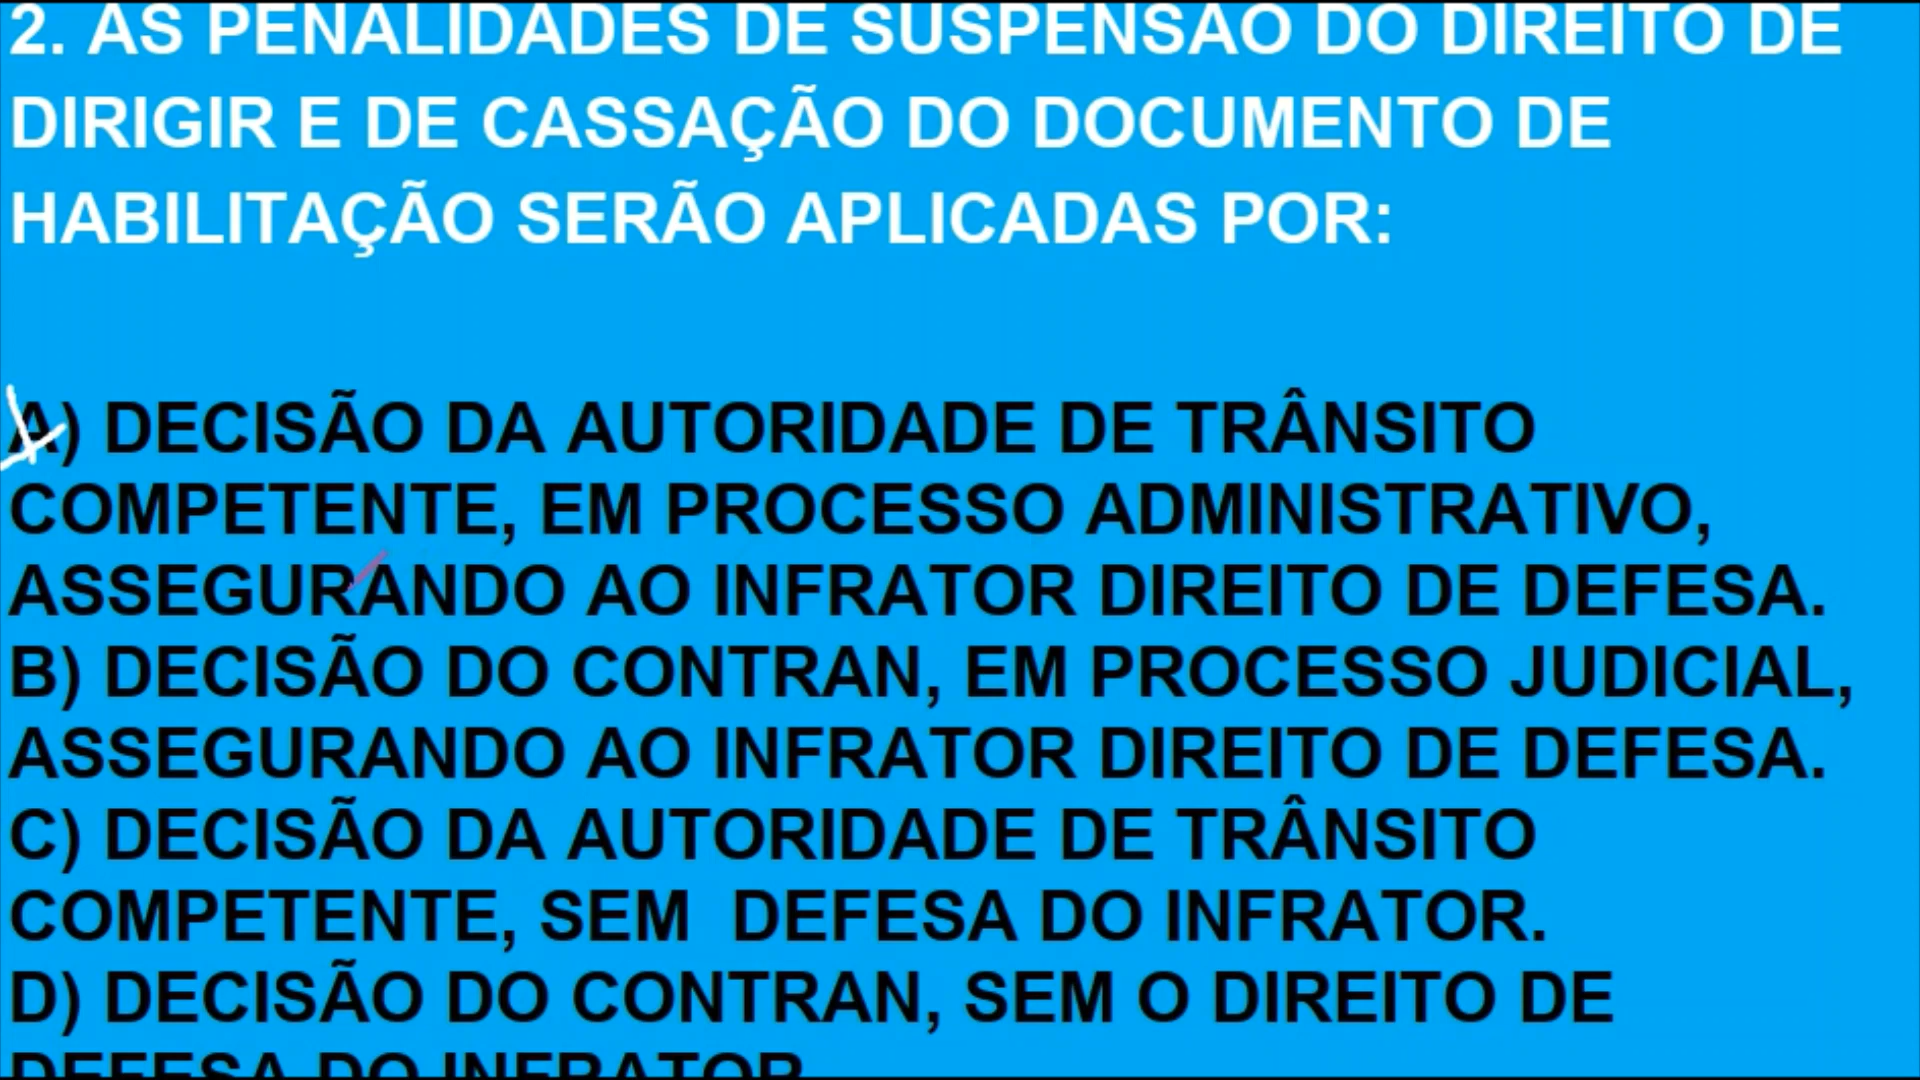 2. AS PENALIDADES DE SUSPENSÃO DO DIREITO DE
DIRIGIR E DE CASSAÇÃO DO DOCUMENTO DE
HABILITAÇÃO SERÃO APLICADAS POR:
A) DECISÃO DA AUTORIDADE DE TRÂNSITO
COMPETENTE, EM PROCESSO ADMINISTRATIVO,
ASSEGURANDO AO INFRATOR DIREITO DE DEFESA.
B) DECISÃO DO CONTRAN, EM PROCESSO JUDICIAL,
ASSEGURANDO AO INFRATOR DIREITO DE DEFESA.
C) DECISÃO DA AUTORIDADE DE TRÂNSITO
COMPETENTE, SEM  DEFESA DO INFRATOR.
D) DECISÃO DO CONTRAN, SEM O DIREITO DE
DEFESA DO INFRATOR